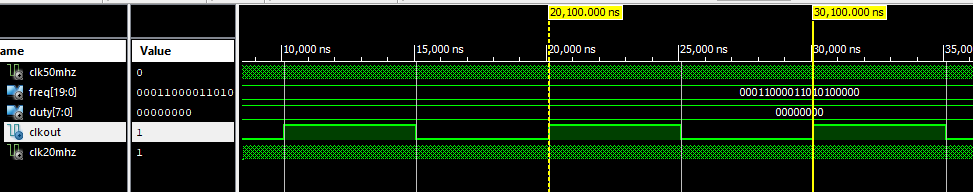 20,100.000 ns
30,100.000 ns
ame
Value
10,000 ns
15,000 ns
20,000 ns
25,000 ns
30,000 ns
35,00
clk50mhz
0
freq[19:0]
00011000011010
00011000011010100000
duty[7:0]
00000000
00000000
clkout
1
clk20mhz
1